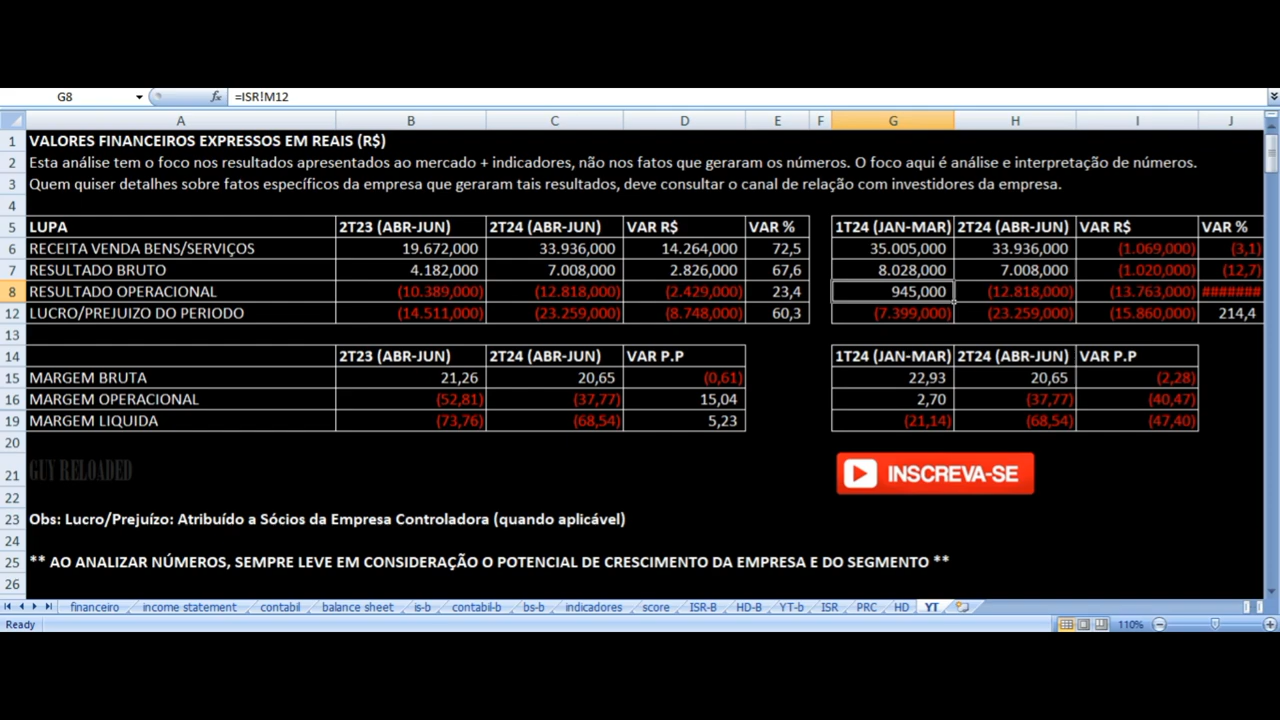 G8 fx =ISR!M12
A B C D E F G H I J
1 VALORES FINANCEIROS EXPRESSOS EM REAIS (R$)
2 Esta análise tem o foco nos resultados apresentados ao mercado + indicadores, não nos fatos que geraram os números. O foco aqui é análise e interpretação de números.
3 Quem quiser detalhes sobre fatos específicos da empresa que geraram tais resultados, deve consultar o canal de relação com investidores da empresa.
4
5 LUPA 2T23 (ABR-JUN) 2T24 (ABR-JUN) VAR R$ VAR % 1T24 (JAN-MAR) 2T24 (ABR-JUN) VAR R$ VAR %
6 RECEITA VENDA BENS/SERVIÇOS 19.672,000 33.936,000 14.264,000 72,5 35.005,000 33.936,000 (1.069,000) (3,1)
7 RESULTADO BRUTO 4.182,000 7.008,000 2.826,000 67,6 8.028,000 7.008,000 (1.020,000) (12,7)
8 RESULTADO OPERACIONAL (10.389,000) (12.818,000) (2.429,000) 23,4 945,000 (12.818,000) (13.763,000) #######
12 LUCRO/PREJUIZO DO PERIODO (14.511,000) (23.259,000) (8.748,000) 60,3 (7.399,000) (23.259,000) (15.860,000) 214,4
13
14 2T23 (ABR-JUN) 2T24 (ABR-JUN) VAR P.P 1T24 (JAN-MAR) 2T24 (ABR-JUN) VAR P.P
15 MARGEM BRUTA 21,26 20,65 (0,61) 22,93 20,65 (2,28)
16 MARGEM OPERACIONAL (52,81) (37,77) 15,04 2,70 (37,77) (40,47)
19 MARGEM LIQUIDA (73,76) (68,54) 5,23 (21,14) (68,54) (47,40)
20
21 GUY RELOADED INSCREVA-SE
22
23 Obs: Lucro/Prejuízo: Atribuído a Sócios da Empresa Controladora (quando aplicável)
24
25 ** AO ANALIZAR NÚMEROS, SEMPRE LEVE EM CONSIDERAÇÃO O POTENCIAL DE CRESCIMENTO DA EMPRESA E DO SEGMENTO **
26
financeiro income statement contabil balance sheet is-b contabil-b bs-b indicadores score ISR-B HD-B YT-b ISR PRC HD YT
Ready 110%